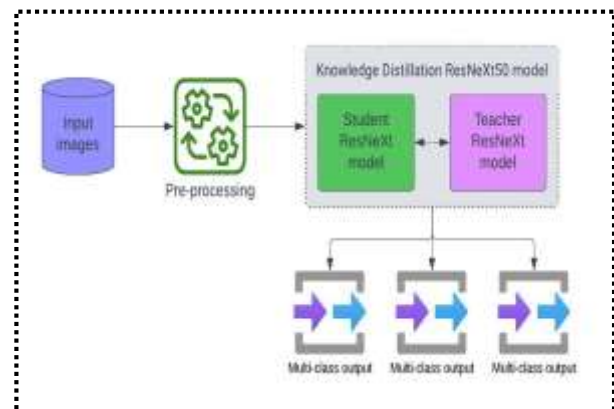 Knowledge Distillation ResNeXt50 model
Input
images
Student
ResNeXt
model
Teacher
ResNeXt
model
Pre-processing
Multi-class output
Multi-class output
Multi-class output